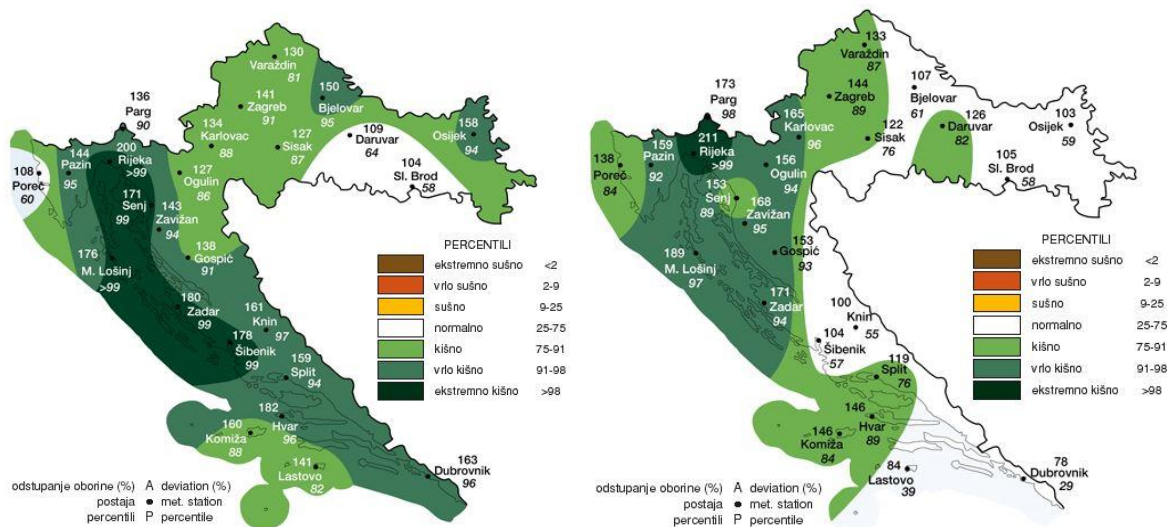 130
Varaždin
81
150
Bjelovar
95
141
Zagreb
91
136
Parg
90
134
Karlovac
88
127
Sisak
87
109
Daruvar
64
158
Osijek
94
200
Rijeka
>99
144
Pazin
95
108
Poreč
60
127
Ogulin
86
104
Sl. Brod
58
171
Senj
99
143
Zavižan
94
138
Gospić
91
176
M. Lošinj
>99
180
Zadar
99
161
Knin
97
178
Šibenik
99
159
Split
94
182
Hvar
96
160
Komiža
88
141
Lastovo
82
163
Dubrovnik
96
PERCENTILI
ekstremno sušno <2
vrlo sušno 2-9
sušno 9-25
normalno 25-75
kišno 75-91
vrlo kišno 91-98
ekstremno kišno >98
odstupanje oborine (%) A deviation (%)
postaja ● met. station
percentili P percentile
133
Varaždin
87
144
Zagreb
89
107
Bjelovar
61
173
Parg
98
165
Karlovac
96
122
Sisak
76
126
Daruvar
82
103
Osijek
59
211
Rijeka
>99
159
Pazin
92
138
Poreč
84
156
Ogulin
94
105
Sl. Brod
58
153
Senj
89
168
Zavižan
95
153
Gospić
93
189
M. Lošinj
97
171
Zadar
94
100
Knin
55
104
Šibenik
57
119
Split
76
146
Hvar
89
146
Komiža
84
84
Lastovo
39
78
Dubrovnik
29
PERCENTILI
ekstremno sušno <2
vrlo sušno 2-9
sušno 9-25
normalno 25-75
kišno 75-91
vrlo kišno 91-98
ekstremno kišno >98
odstupanje oborine (%) A deviation (%)
postaja ● met. station
percentili P percentile